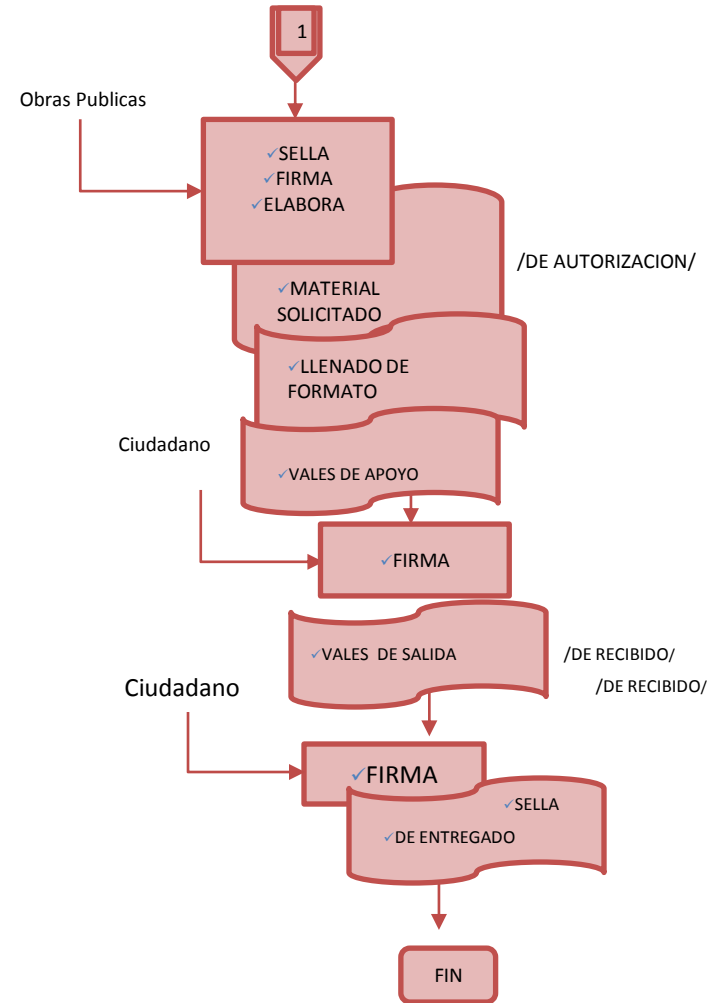 1
Obras Publicas
✓SELLA
✓FIRMA
✓ELABORA
/DE AUTORIZACION/
✓MATERIAL
SOLICITADO
✓LLENADO DE
FORMATO
Ciudadano
✓VALES DE APOYO
✓FIRMA
✓VALES DE SALIDA
/DE RECIBIDO/
/DE RECIBIDO/
Ciudadano
✓FIRMA
✓SELLA
✓DE ENTREGADO
FIN